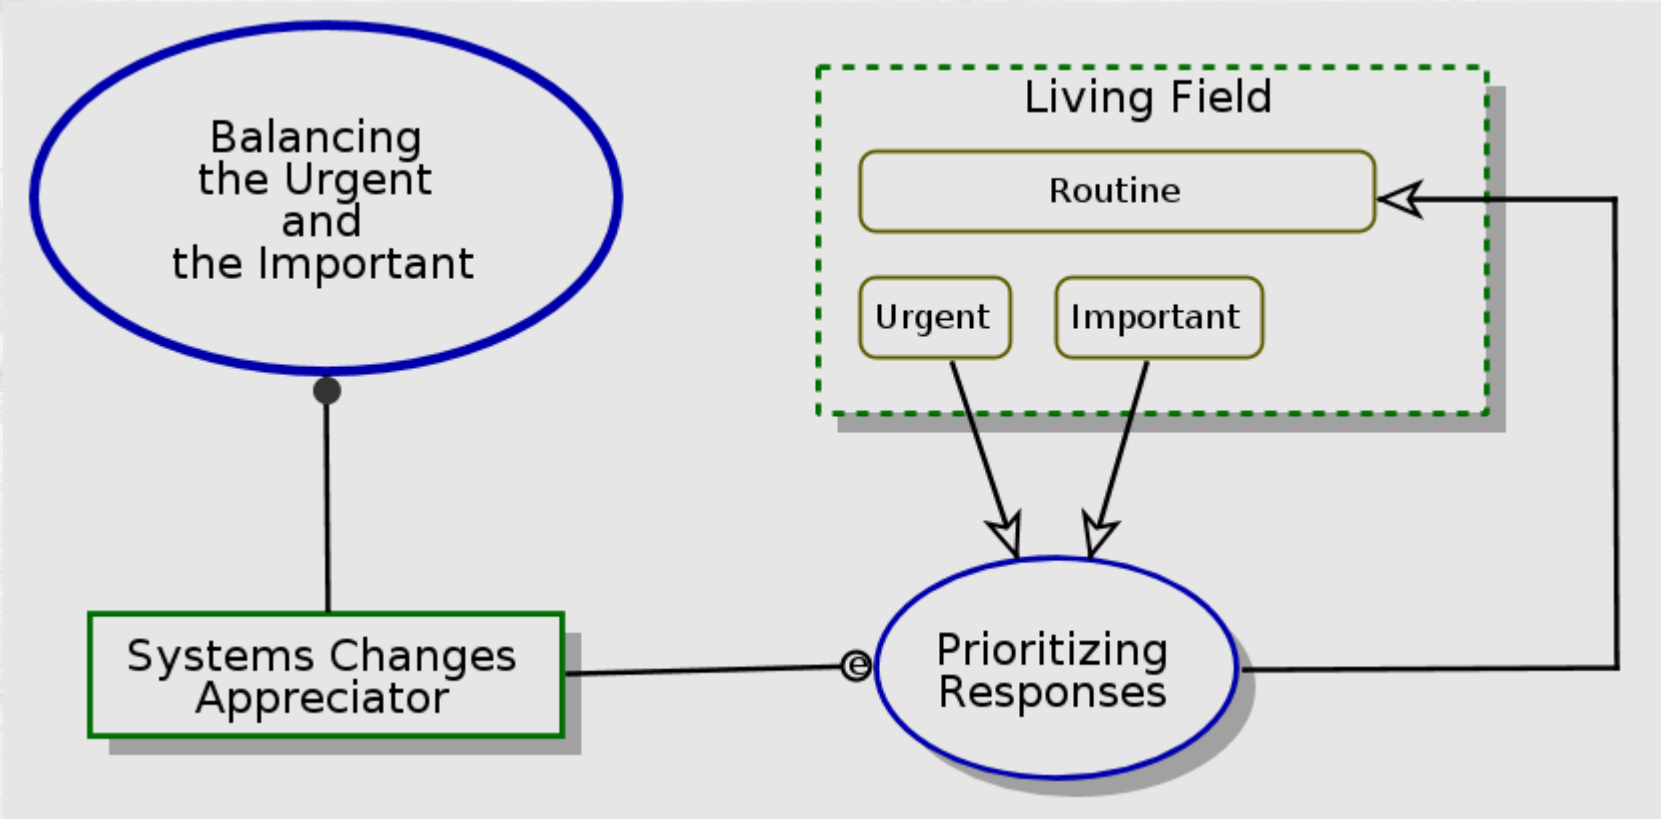 Balancing
the Urgent
and
the Important
Living Field
Routine
Urgent
Important
Systems Changes
Appreciator
e
Prioritizing
Responses